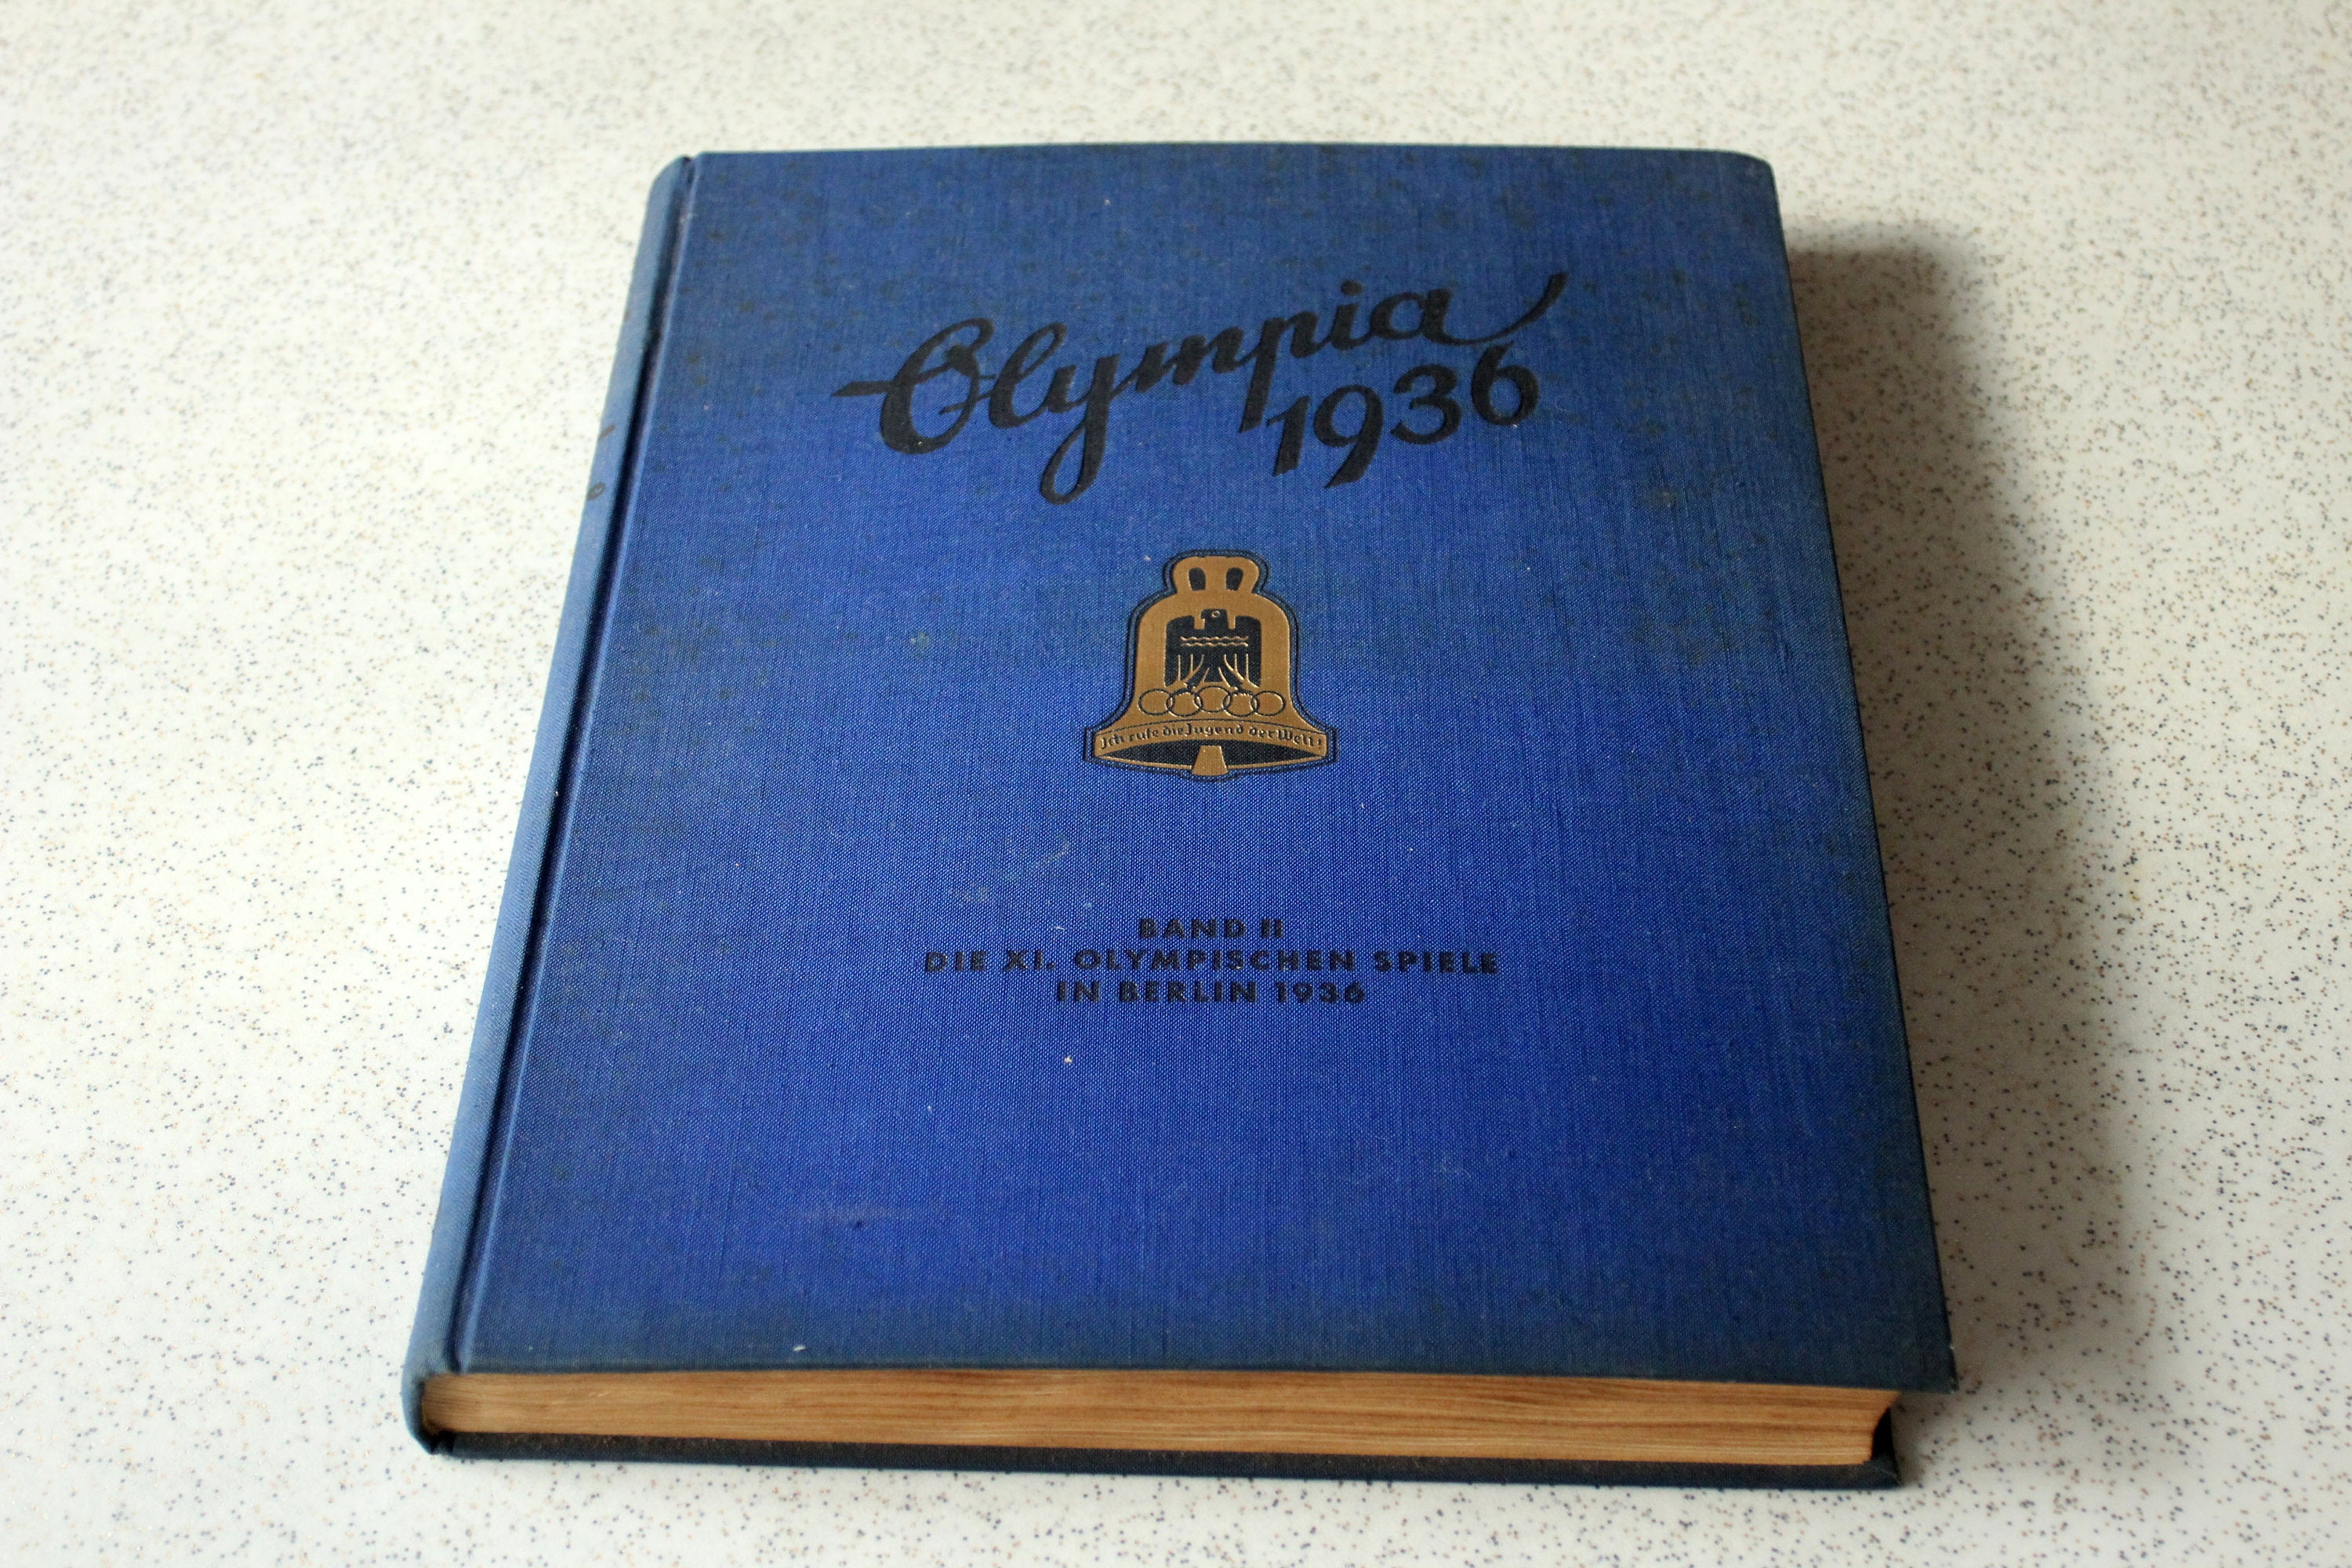 Olympia
1936
Ich rufe die Jugend der Welt!
BAND II
DIE XI. OLYMPISCHEN SPIELE
IN BERLIN 1936